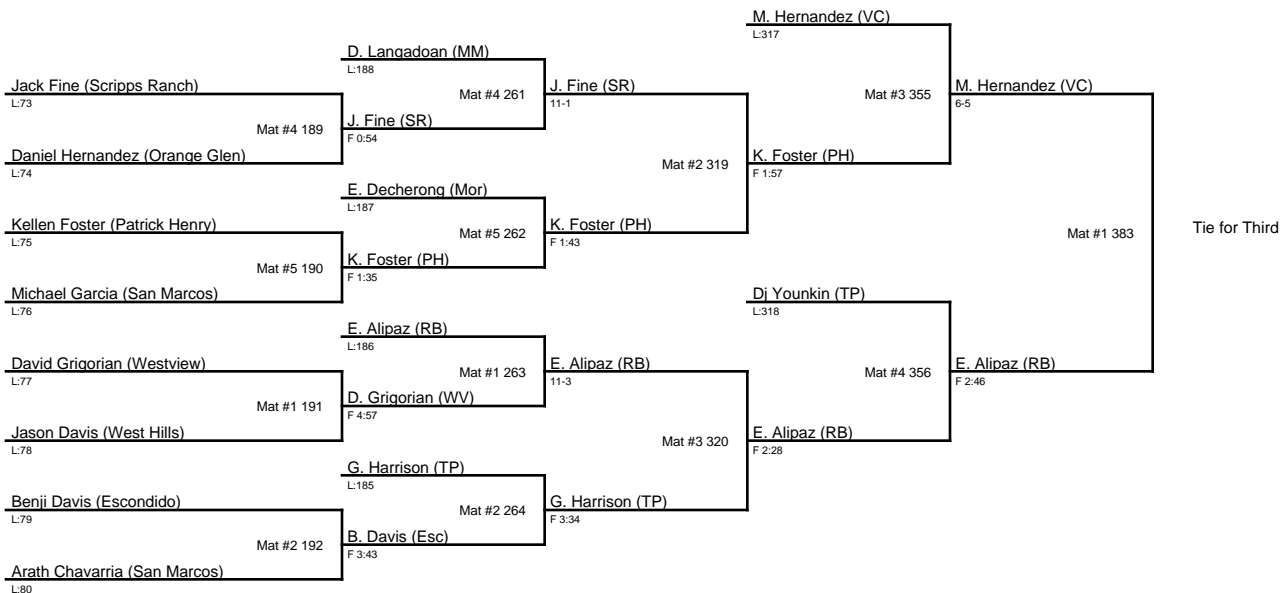 M. Hernandez (VC)
L:317
D. Langadoan (MM)
L:188
Jack Fine (Scripps Ranch)
L:73
Mat #4 261
J. Fine (SR)
11-1
Mat #3 355
M. Hernandez (VC)
6-5
Mat #4 189
J. Fine (SR)
F 0:54
Daniel Hernandez (Orange Glen)
L:74
Mat #2 319
K. Foster (PH)
F 1:57
E. Decherong (Mor)
L:187
Kellen Foster (Patrick Henry)
L:75
Mat #5 262
K. Foster (PH)
F 1:43
Mat #1 383
Tie for Third
Mat #5 190
K. Foster (PH)
F 1:35
Michael Garcia (San Marcos)
L:76
Dj Younkin (TP)
L:318
E. Alipaz (RB)
L:186
David Grigorian (Westview)
L:77
Mat #1 263
E. Alipaz (RB)
11-3
Mat #4 356
E. Alipaz (RB)
F 2:46
Mat #1 191
D. Grigorian (WV)
F 4:57
Jason Davis (West Hills)
L:78
Mat #3 320
E. Alipaz (RB)
F 2:28
G. Harrison (TP)
L:185
Benji Davis (Escondido)
L:79
Mat #2 264
G. Harrison (TP)
F 3:34
Mat #2 192
B. Davis (Esc)
F 3:43
Arath Chavarria (San Marcos)
L:80